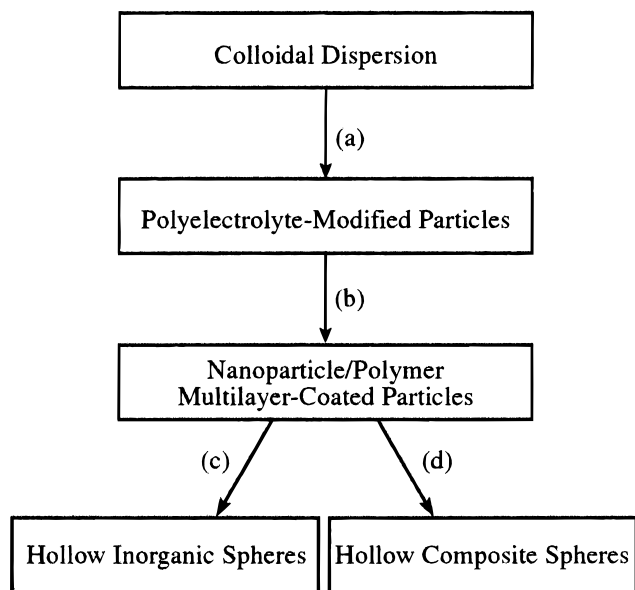 Colloidal Dispersion
(a)
Polyelectrolyte-Modified Particles
(b)
Nanoparticle/Polymer
Multilayer-Coated Particles
(c)
(d)
Hollow Inorganic Spheres
Hollow Composite Spheres